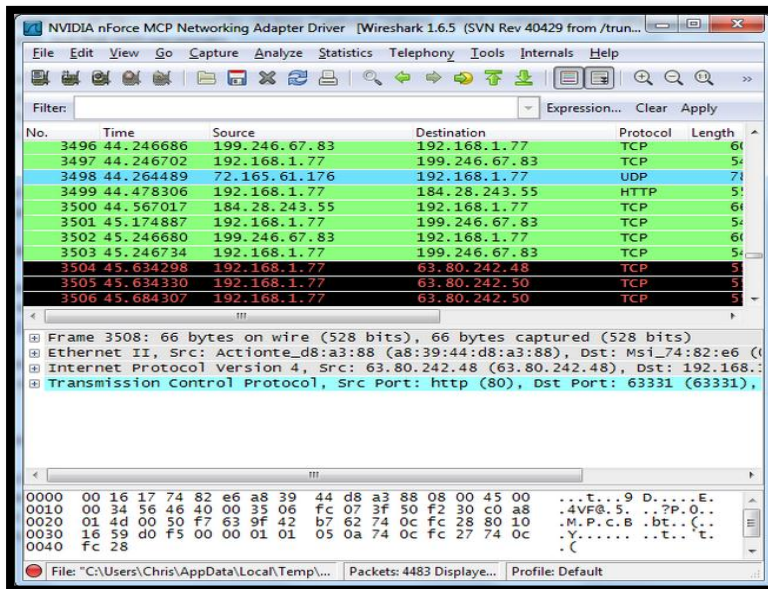 NVIDIA nForce MCP Networking Adapter Driver [Wireshark 1.6.5 (SVN Rev 40429 from /trun...
File Edit View Go Capture Analyze Statistics Telephony Tools Internals Help
Filter: Expression... Clear Apply
No. Time Source Destination Protocol Length
3496 44.246686 199.246.67.83 192.168.1.77 TCP 60
3497 44.246702 192.168.1.77 199.246.67.83 TCP 54
3498 44.264489 72.165.61.176 192.168.1.77 UDP 78
3499 44.478306 192.168.1.77 184.28.243.55 HTTP 5
3500 44.567017 184.28.243.55 192.168.1.77 TCP 66
3501 45.174887 192.168.1.77 199.246.67.83 TCP 54
3502 45.246680 199.246.67.83 192.168.1.77 TCP 60
3503 45.246734 192.168.1.77 199.246.67.83 TCP 54
3504 45.634298 192.168.1.77 63.80.242.48 TCP 5
3505 45.634330 192.168.1.77 63.80.242.50 TCP 5
3506 45.684307 192.168.1.77 63.80.242.50 TCP 5
Frame 3508: 66 bytes on wire (528 bits), 66 bytes captured (528 bits)
Ethernet II, Src: Actionte_d8:a3:88 (a8:39:44:d8:a3:88), Dst: Msi_74:82:e6 (
Internet Protocol Version 4, Src: 63.80.242.48 (63.80.242.48), Dst: 192.168.
Transmission Control Protocol, Src Port: http (80), Dst Port: 63331 (63331),
0000 00 16 17 74 82 e6 a8 39 44 d8 a3 88 08 00 45 00 ...t...9 D.....E.
0010 00 34 56 46 40 00 35 06 fc 07 3f 50 f2 30 c0 a8 .4VF@.5. ..?P.0..
0020 01 4d 00 50 f7 63 9f 42 b7 62 74 0c fc 28 80 10 .M.P.c.B .bt..(..
0030 16 59 d0 f5 00 00 01 01 05 0a 74 0c fc 27 74 0c .Y...... ..t..'t.
0040 fc 28 .(
File: "C:\Users\Chris\AppData\Local\Temp\... Packets: 4483 Displaye... Profile: Default